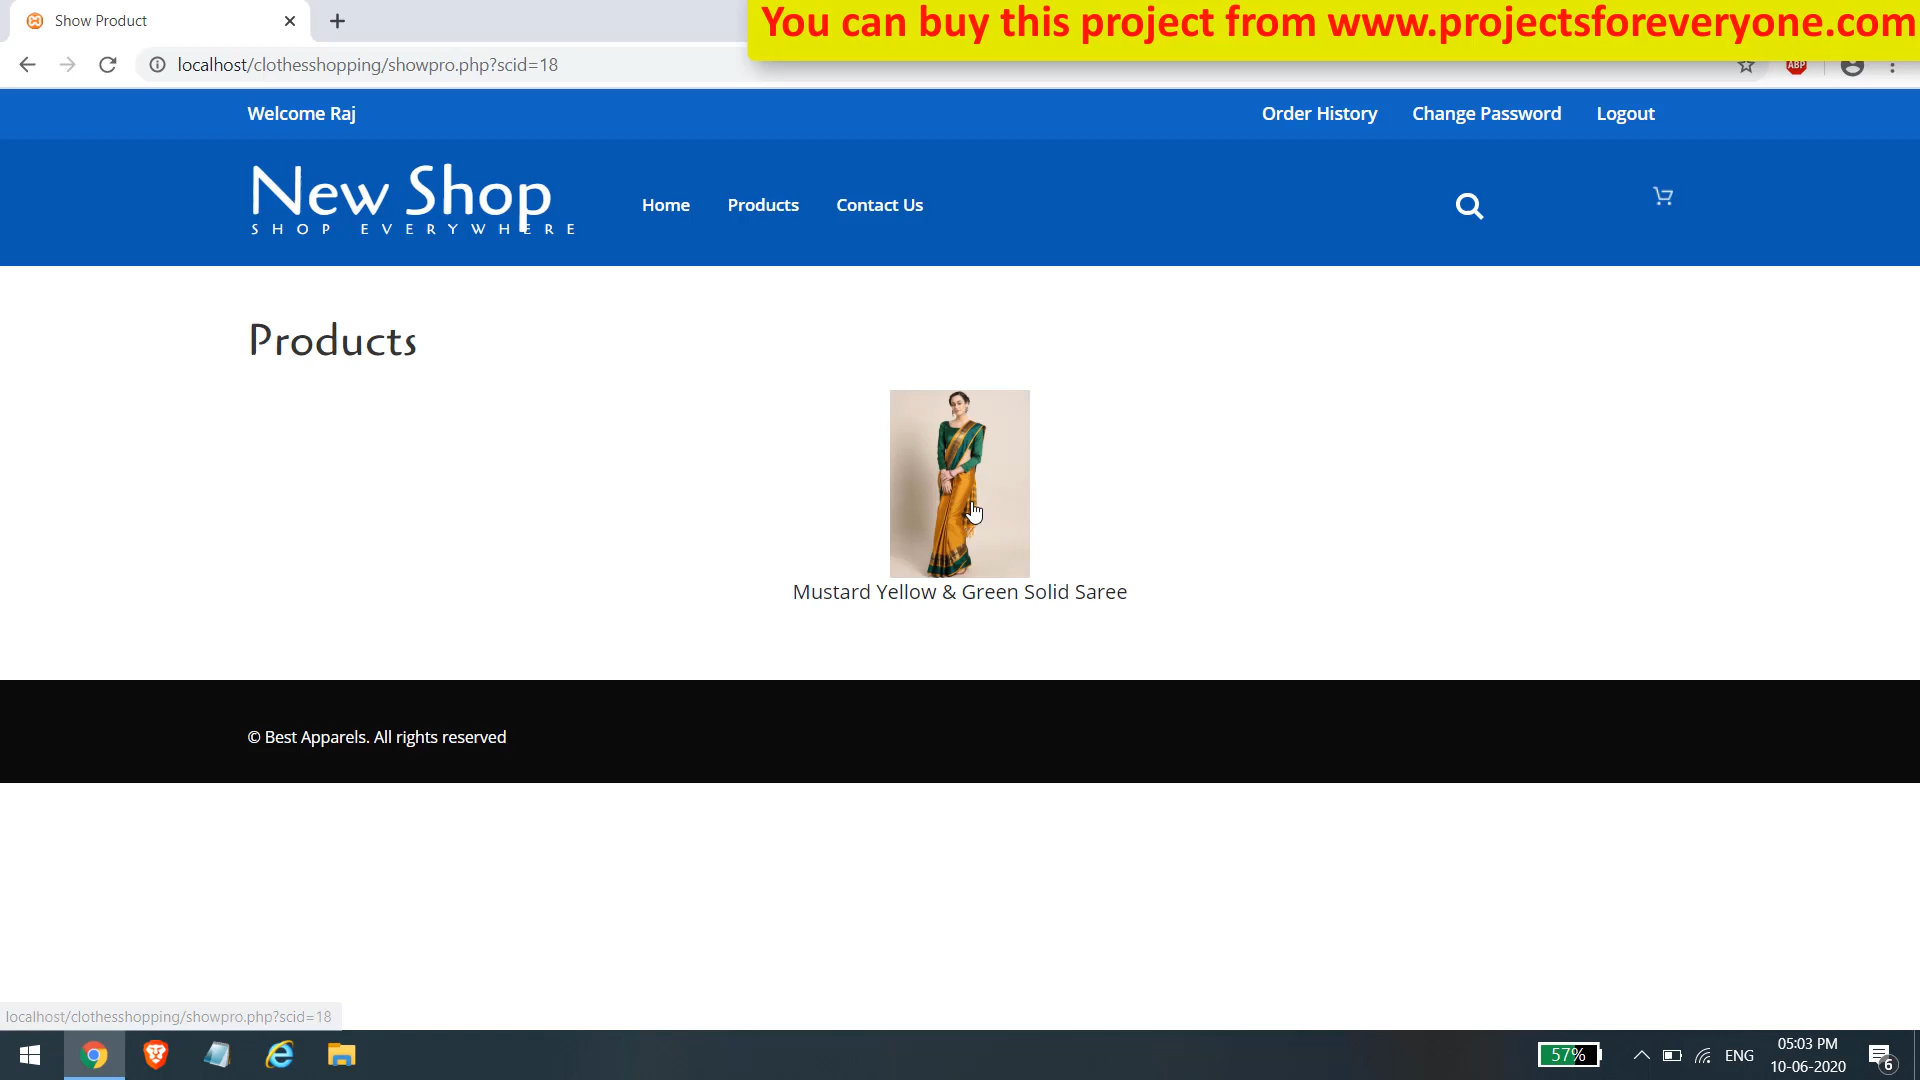 Show Product
You can buy this project from www.projectsforeveryone.com
localhost/clothesshopping/showpro.php?scid=18
ABP
Welcome Raj
Order History
Change Password
Logout
New Shop
SHOP EVERYWHERE
Home
Products
Contact Us
Products
Mustard Yellow & Green Solid Saree
© Best Apparels. All rights reserved
localhost/clothesshopping/showpro.php?scid=18
57%
ENG
05:03 PM
10-06-2020
6